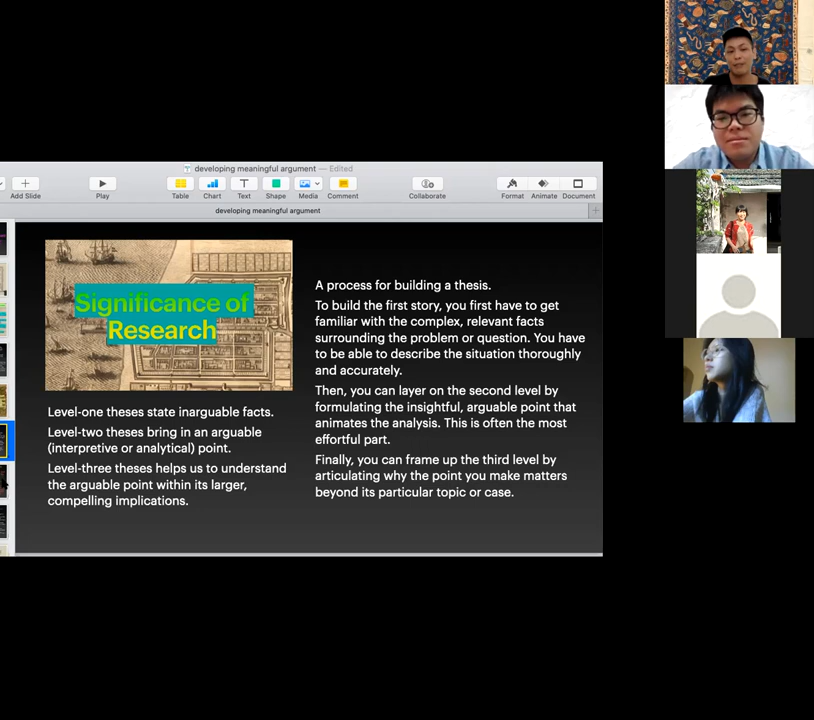 developing meaningful argument — Edited
Add Slide
Play
Table
Chart
Text
Shape
Media
Comment
Collaborate
Format
Animate
Document
developing meaningful argument
Significance of
Research
Level-one theses state inarguable facts.
Level-two theses bring in an arguable
(interpretive or analytical) point.
Level-three theses helps us to understand
the arguable point within its larger,
compelling implications.
A process for building a thesis.
To build the first story, you first have to get
familiar with the complex, relevant facts
surrounding the problem or question. You have
to be able to describe the situation thoroughly
and accurately.
Then, you can layer on the second level by
formulating the insightful, arguable point that
animates the analysis. This is often the most
effortful part.
Finally, you can frame up the third level by
articulating why the point you make matters
beyond its particular topic or case.